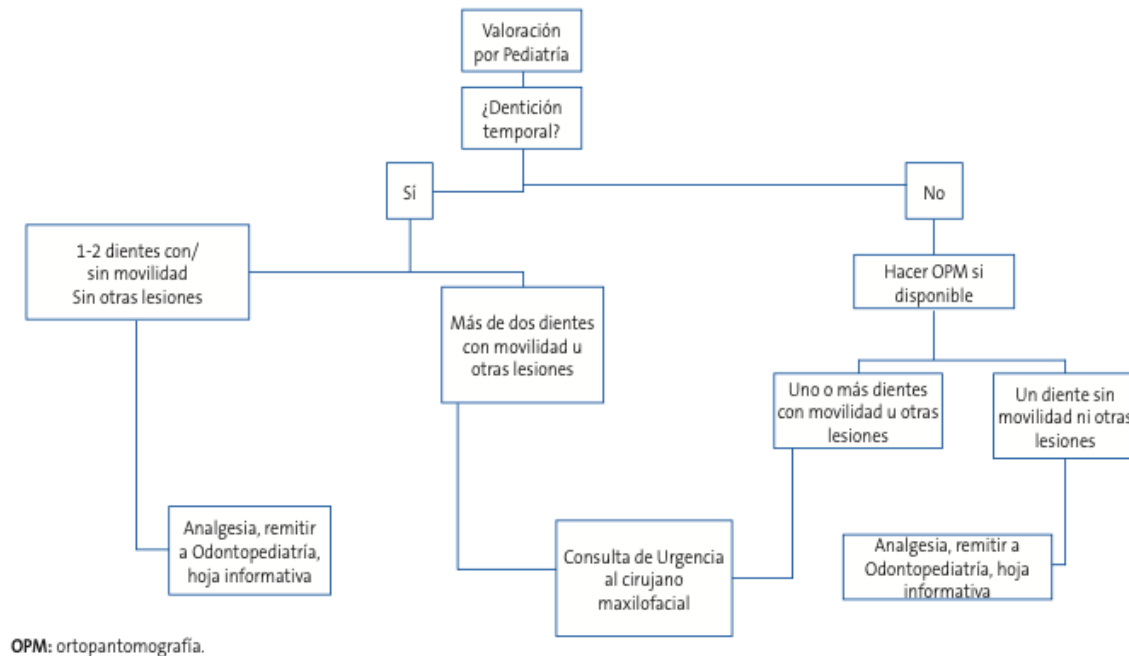 Valoración
por Pediatría
¿Dentición
temporal?
Sí
No
1-2 dientes con/
sin movilidad
Sin otras lesiones
Hacer OPM si
disponible
Más de dos dientes
con movilidad u
otras lesiones
Uno o más dientes
con movilidad u otras
lesiones
Un diente sin
movilidad ni otras
lesiones
Analgesia, remitir
a Odontopediatría,
hoja informativa
Consulta de Urgencia
al cirujano
maxilofacial
Analgesia, remitir a
Odontopediatría, hoja
informativa
OPM: ortopantomografía.